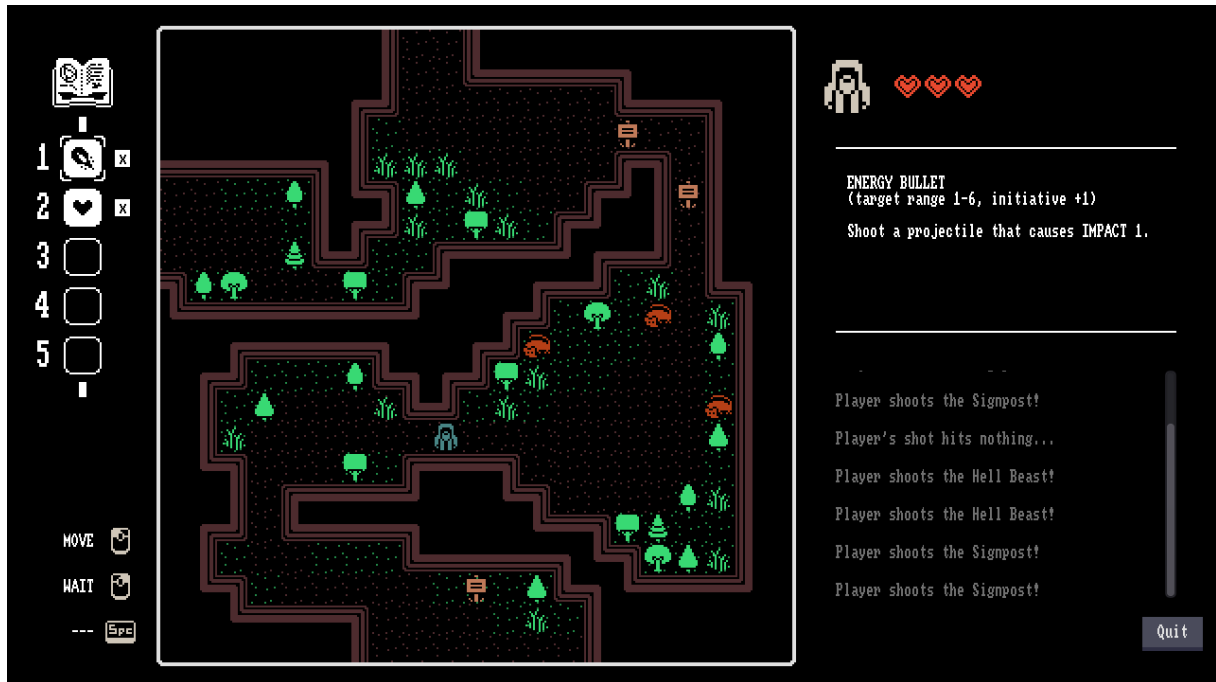 1 x
2 x
3
4
5
MOVE
WAIT
--- Spc
ENERGY BULLET
(target range 1-6, initiative +1)
Shoot a projectile that causes IMPACT 1.
Player shoots the Signpost!
Player's shot hits nothing...
Player shoots the Hell Beast!
Player shoots the Hell Beast!
Player shoots the Signpost!
Player shoots the Signpost!
Quit